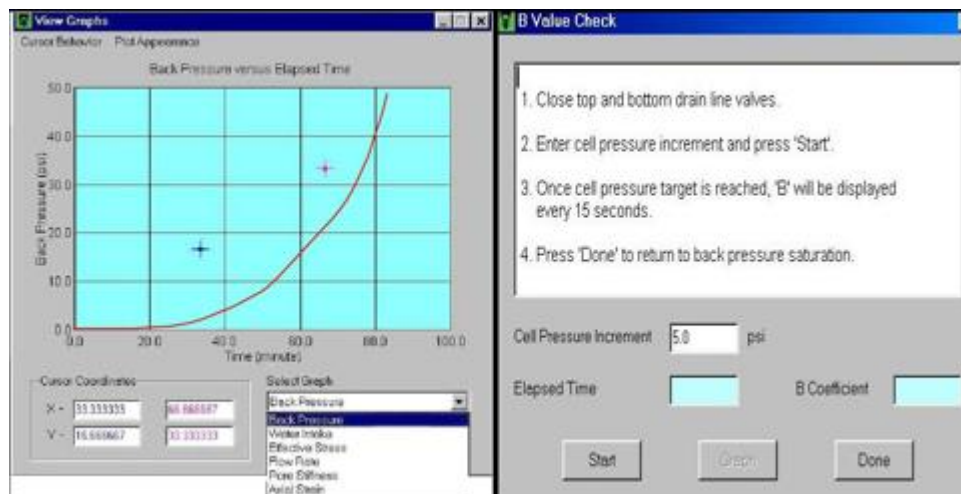 View Graphs
Cursor Behavior Plot Appearance
Back Pressure versus Elapsed Time
50.0
40.0
30.0
20.0
10.0
0.0
Back Pressure (psi)
0.0 20.0 40.0 60.0 80.0 100.0
Time (minute)
Cursor Coordinates
X - 33.333333
Y - 16.666667 33.333333
Select Graph
Back Pressure
Back Pressure
Water Intake
Effective Stress
Flow Rate
Pore Stiffness
Axial Strain
B Value Check
1. Close top and bottom drain line valves.
2. Enter cell pressure increment and press 'Start'.
3. Once cell pressure target is reached, 'B' will be displayed
every 15 seconds.
4. Press 'Done' to return to back pressure saturation.
Cell Pressure Increment 5.0 psi
Elapsed Time B Coefficient
Start Graph Done